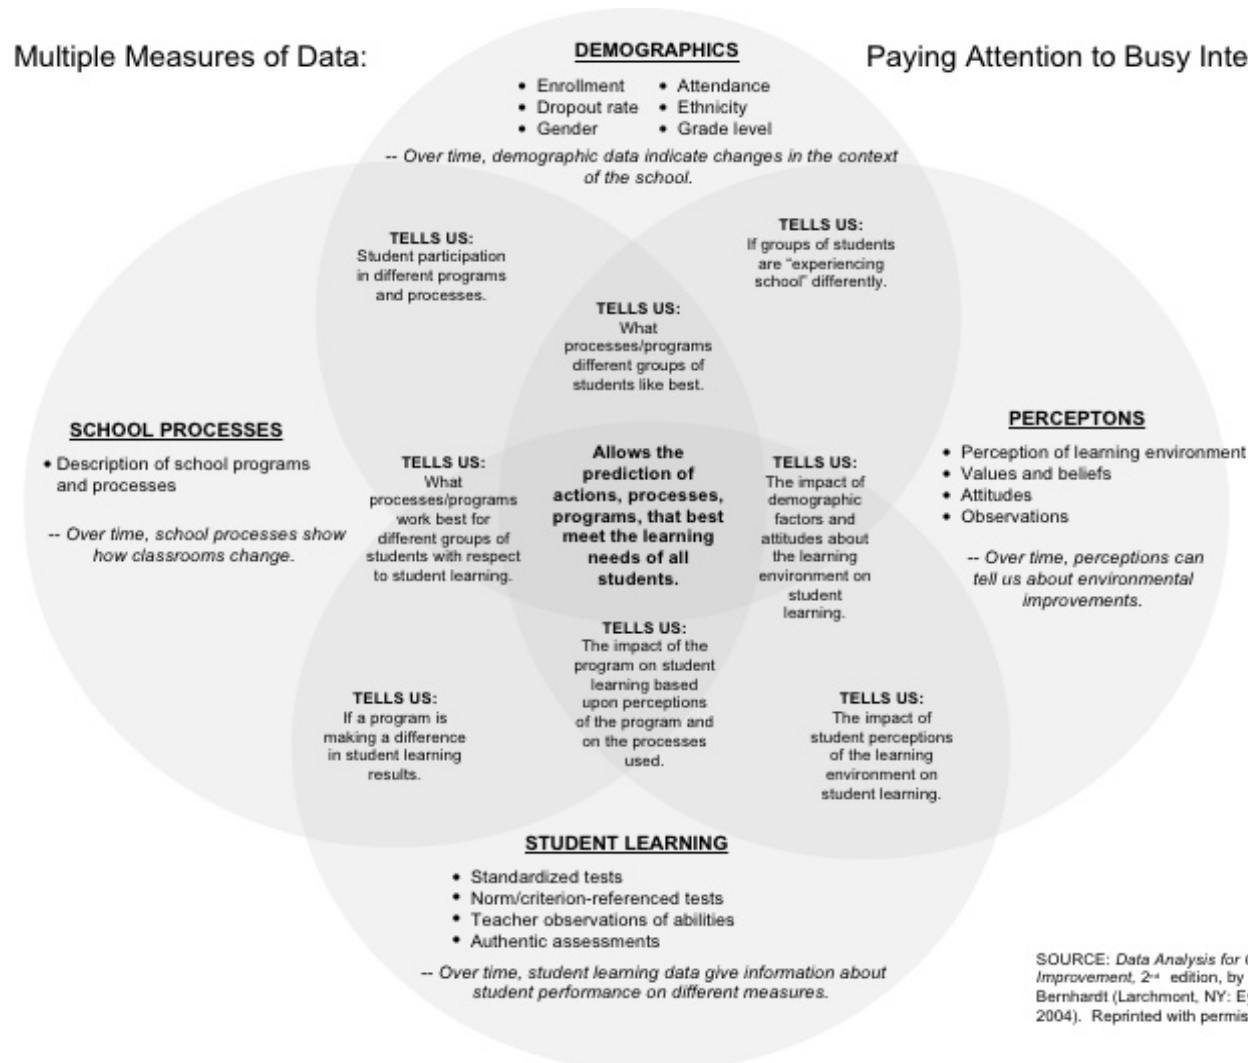 Multiple Measures of Data:
Paying Attention to Busy Inte
DEMOGRAPHICS
• Enrollment • Attendance
• Dropout rate • Ethnicity
• Gender • Grade level
-- Over time, demographic data indicate changes in the context
of the school.
TELLS US:
Student participation
in different programs
and processes.
TELLS US:
If groups of students
are “experiencing
school” differently.
TELLS US:
What
processes/programs
different groups of
students like best.
SCHOOL PROCESSES
• Description of school programs
and processes
-- Over time, school processes show
how classrooms change.
TELLS US:
What
processes/programs
work best for
different groups of
students with respect
to student learning.
Allows the
prediction of
actions, processes,
programs, that best
meet the learning
needs of all
students.
TELLS US:
The impact of
demographic
factors and
attitudes about
the learning
environment on
student
learning.
PERCEPTONS
• Perception of learning environment
• Values and beliefs
• Attitudes
• Observations
-- Over time, perceptions can
tell us about environmental
improvements.
TELLS US:
If a program is
making a difference
in student learning
results.
TELLS US:
The impact of the
program on student
learning based
upon perceptions
of the program and
on the processes
used.
TELLS US:
The impact of
student perceptions
of the learning
environment on
student learning.
STUDENT LEARNING
• Standardized tests
• Norm/criterion-referenced tests
• Teacher observations of abilities
• Authentic assessments
-- Over time, student learning data give information about
student performance on different measures.
SOURCE: Data Analysis for
Improvement, 2nd edition, by
Bernhardt (Larchmont, NY:
2004). Reprinted with permis